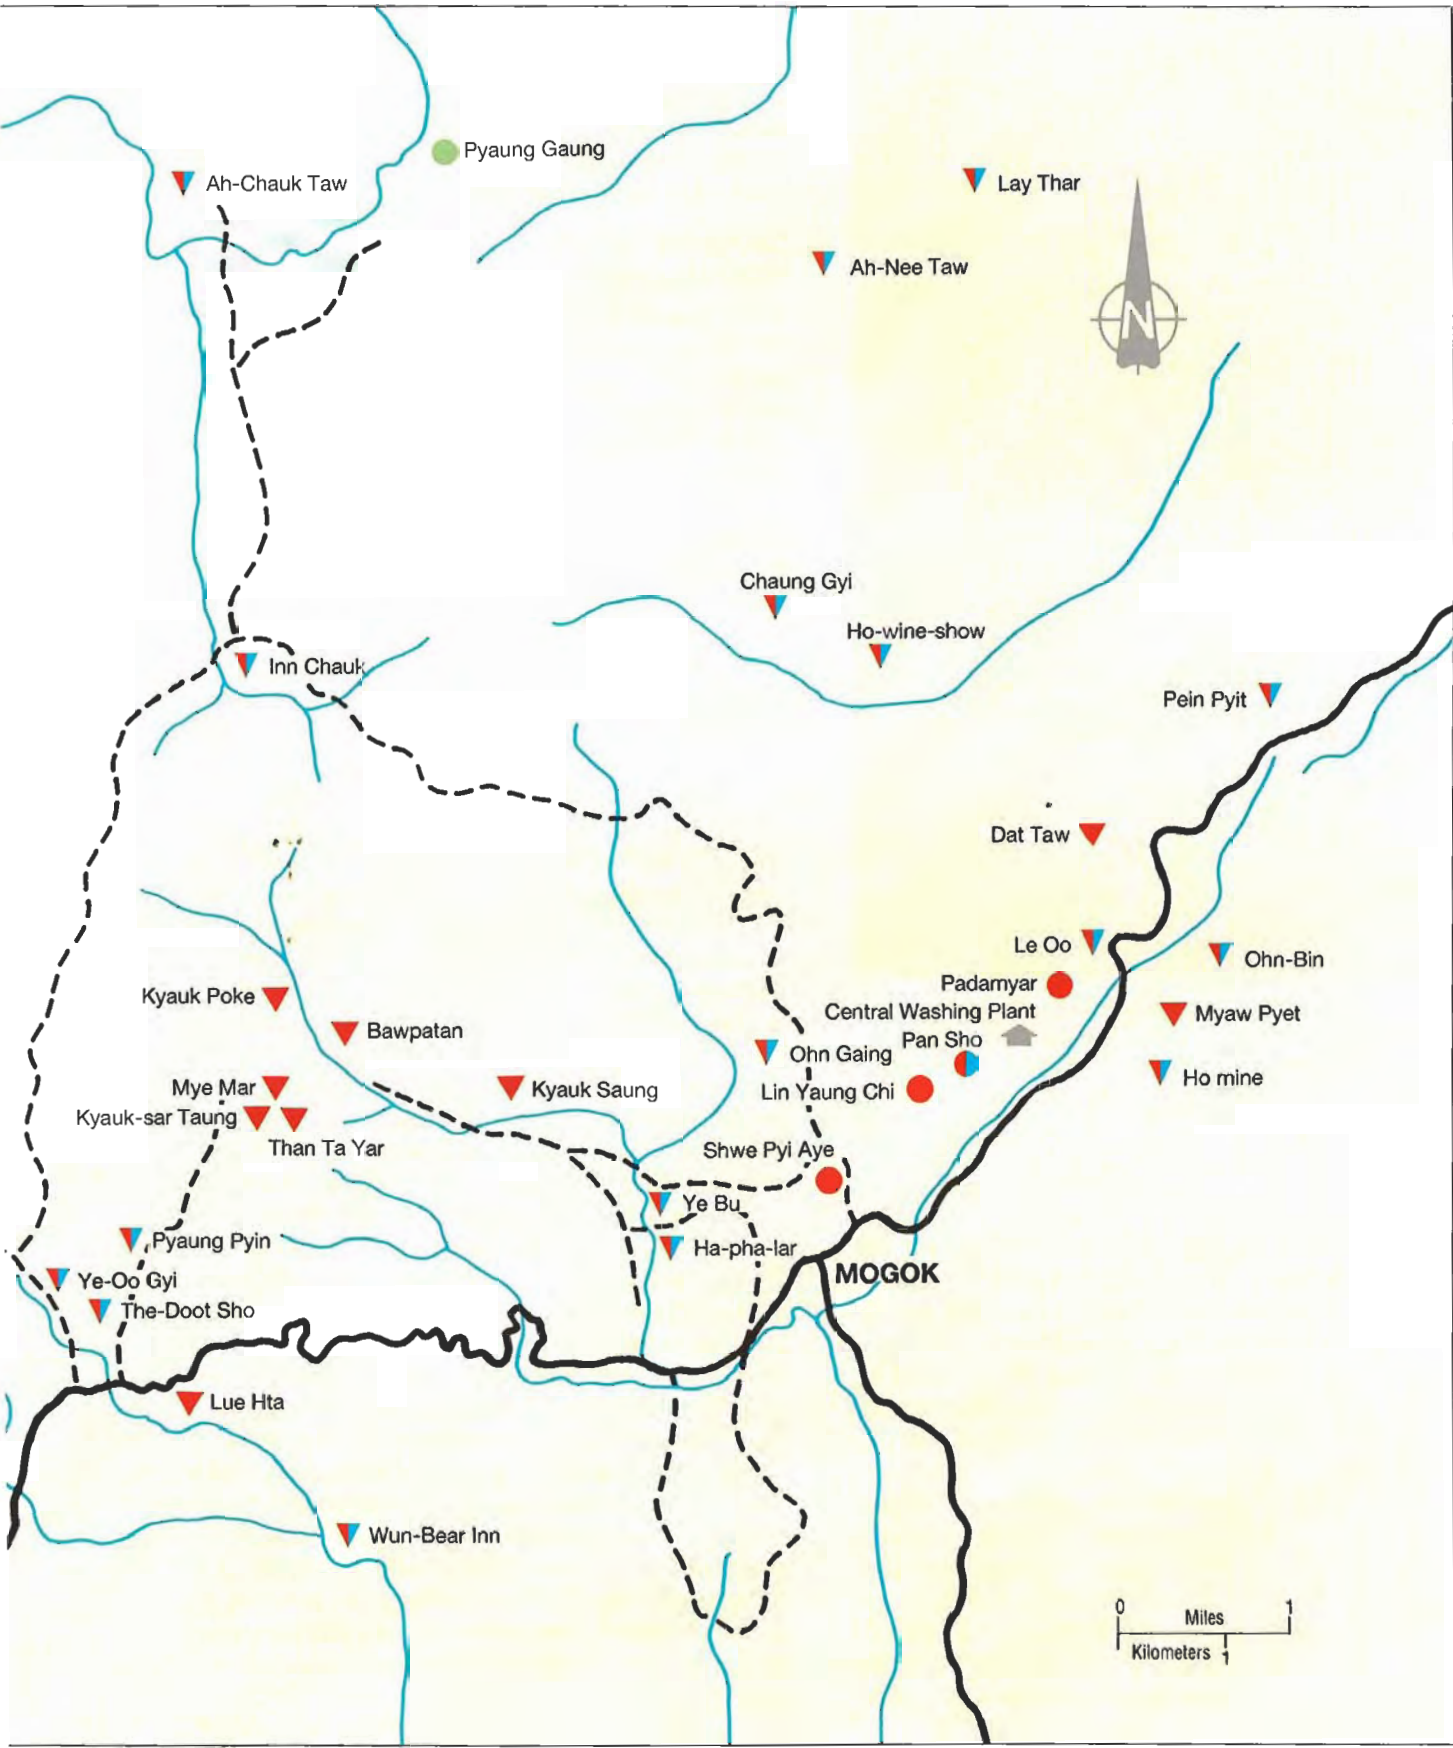 Pyaung Gaung
Ah-Chauk Taw
Lay Thar
Ah-Nee Taw
N
Chaung Gyi
Ho-wine-show
Inn Chauk
Pein Pyit
Dat Taw
Le Oo
Ohn-Bin
Padamyar
Kyauk Poke
Central Washing Plant
Myaw Pyet
Bawpatan
Pan Sho
Ohn Gaing
Ho mine
Mye Mar
Kyauk Saung
Lin Yaung Chi
Kyauk-sar Taung
Than Ta Yar
Shwe Pyi Aye
Ye Bu
Pyaung Pyin
Ha-pha-lar
MOGOK
Ye-Oo Gyi
The-Doot Sho
Lue Hta
Wun-Bear Inn
0 Miles 1
Kilometers 1